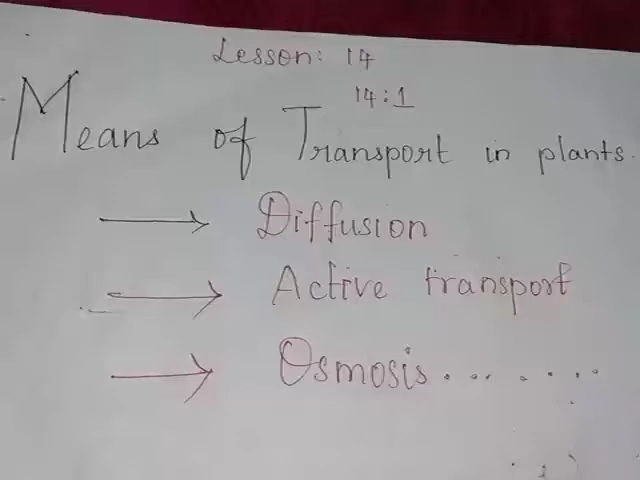 Lesson: 14
14:1
Means of Transport in plants.
→ Diffusion
→ Active transport
→ Osmosis.......